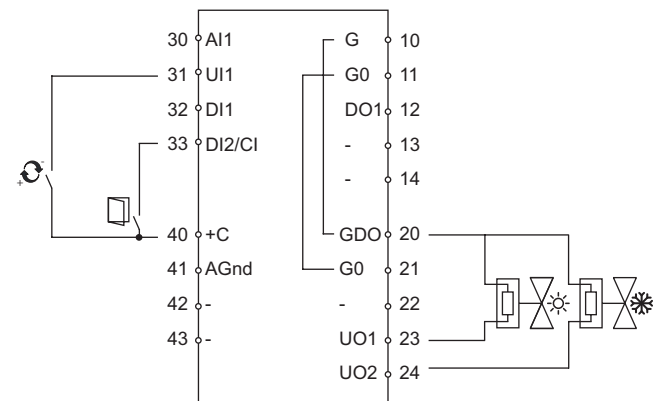 30 AI1 G 10
31 UI1 G0 11
32 DI1 DO1 12
33 DI2/CI - 13
- 14
- +
40 +C GDO 20
41 AGnd G0 21
42 - - 22
43 - UO1 23
UO2 24